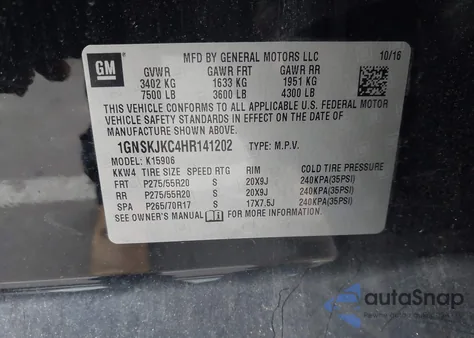 GM
MFD BY GENERAL MOTORS LLC 10/16
GVWR GAWR FRT GAWR RR
3402 KG 1633 KG 1951 KG
7500 LB 3600 LB 4300 LB
THIS VEHICLE CONFORMS TO ALL APPLICABLE U.S. FEDERAL MOTOR
VEHICLE SAFETY STANDARDS IN EFFECT ON THE DATE OF
MANUFACTURE SHOWN ABOVE.
1GNSKJKC4HR141202 TYPE: M.P.V.
MODEL: K15906
KKW4 TIRE SIZE SPEED RTG RIM COLD TIRE PRESSURE
FRT P275/55R20 S 20X9J 240KPA(35PSI)
RR P275/55R20 S 20X9J 240KPA(35PSI)
SPA P265/70R17 S 17X7.5J 240KPA(35PSI)
SEE OWNER'S MANUAL FOR MORE INFORMATION.
autoSnap